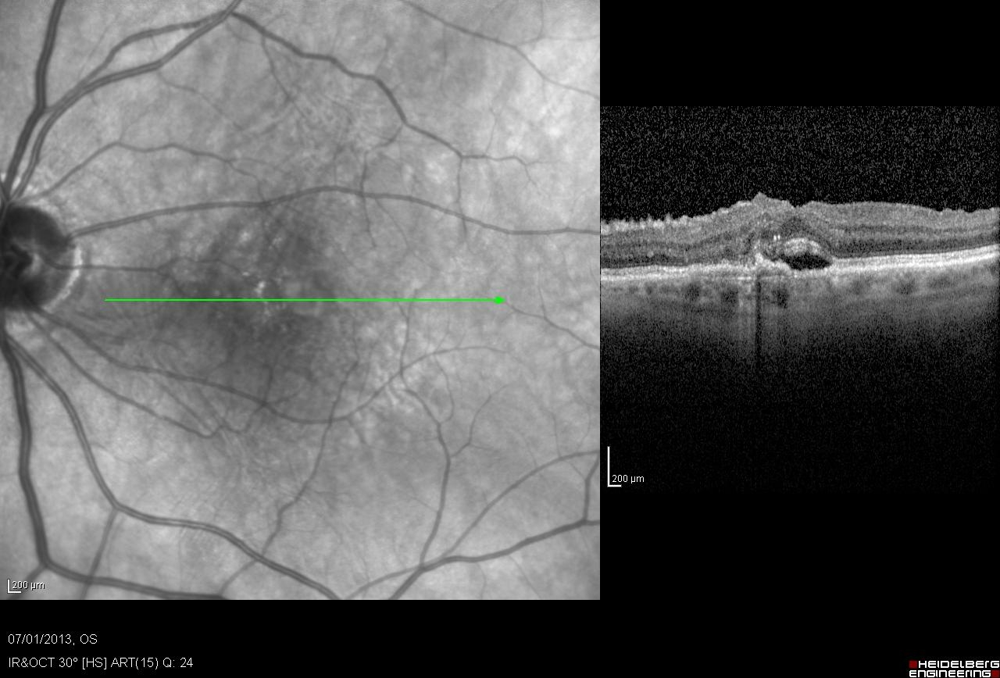 200 µm
200 µm
07/01/2013, OS
IR&OCT 30° [HS] ART(15) Q: 24
HEIDELBERG
ENGINEERING